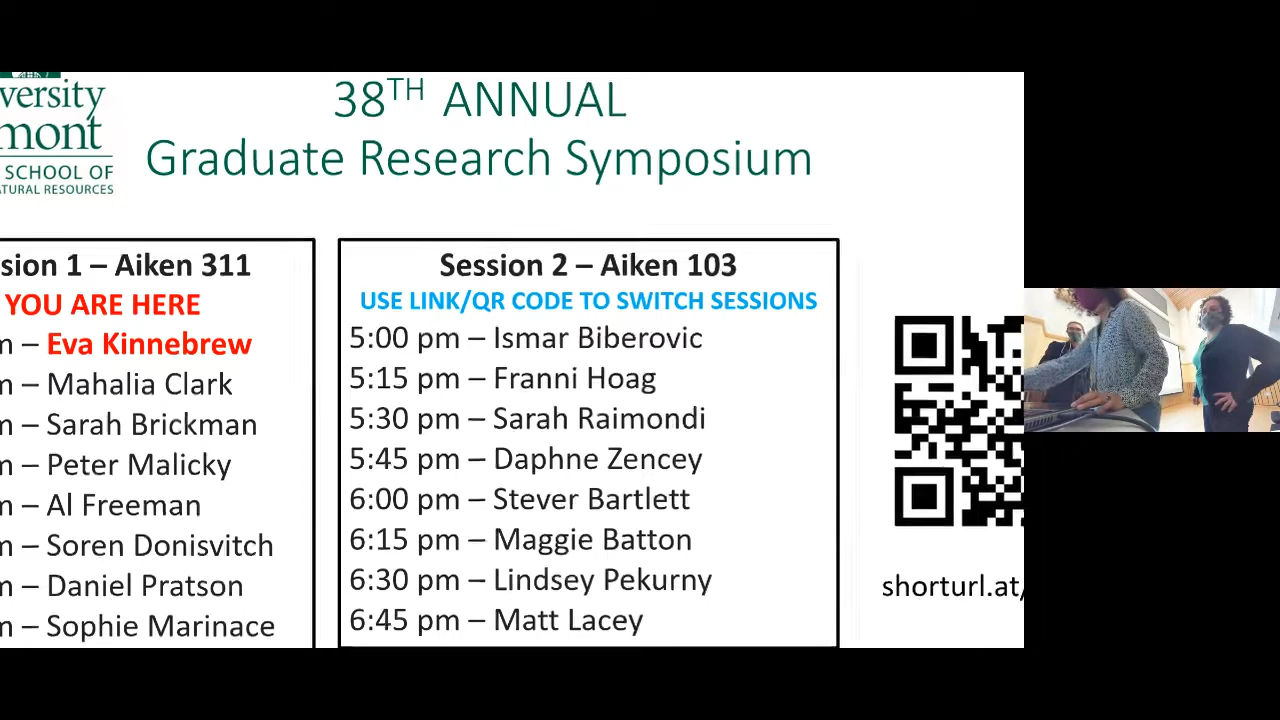 versity
mont
SCHOOL OF
ATURAL RESOURCES
38TH ANNUAL
Graduate Research Symposium
sion 1 – Aiken 311
YOU ARE HERE
m – Eva Kinnebrew
m – Mahalia Clark
m – Sarah Brickman
m – Peter Malicky
m – Al Freeman
m – Soren Donisvitch
m – Daniel Pratson
m – Sophie Marinace
Session 2 – Aiken 103
USE LINK/QR CODE TO SWITCH SESSIONS
5:00 pm – Ismar Biberovic
5:15 pm – Franni Hoag
5:30 pm – Sarah Raimondi
5:45 pm – Daphne Zencey
6:00 pm – Stever Bartlett
6:15 pm – Maggie Batton
6:30 pm – Lindsey Pekurny
6:45 pm – Matt Lacey
shorturl.at/